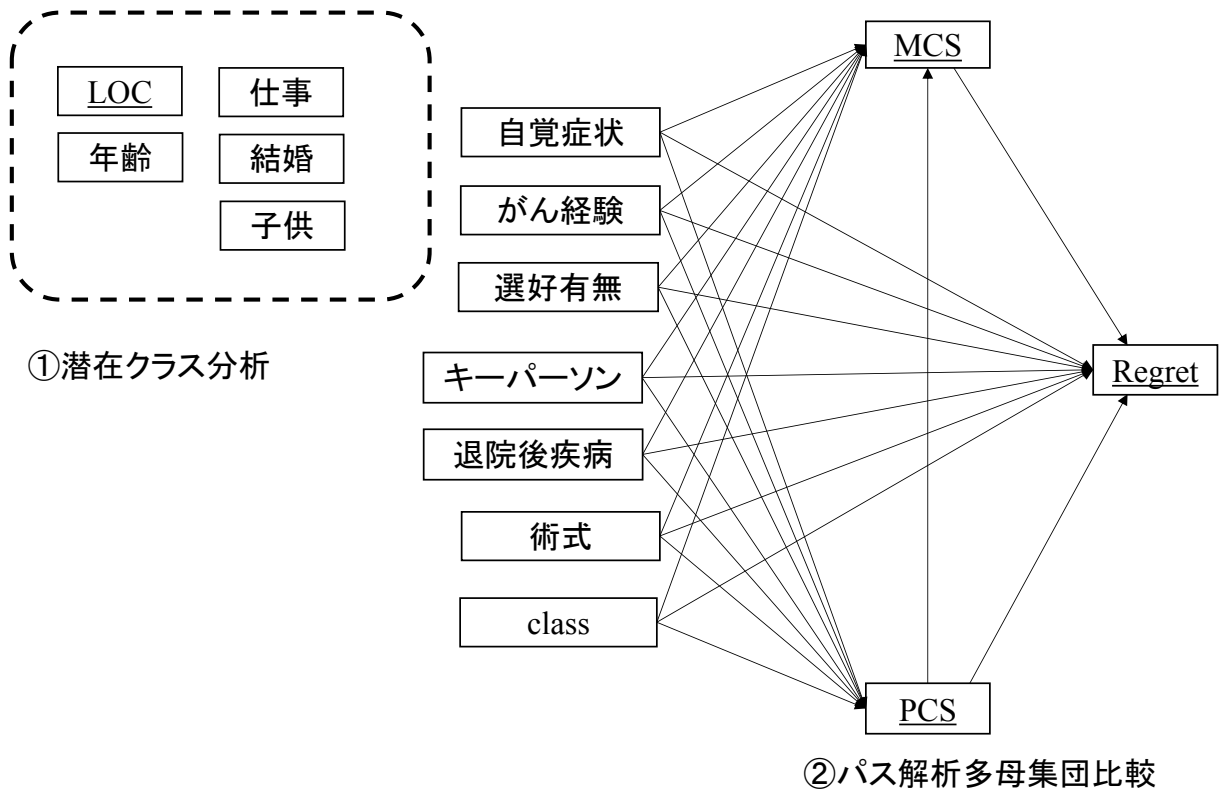 LOC
仕事
年齢
結婚
子供
①潜在クラス分析
自覚症状
がん経験
選好有無
キーパーソン
退院後疾病
術式
class
MCS
Regret
PCS
②パス解析多母集団比較